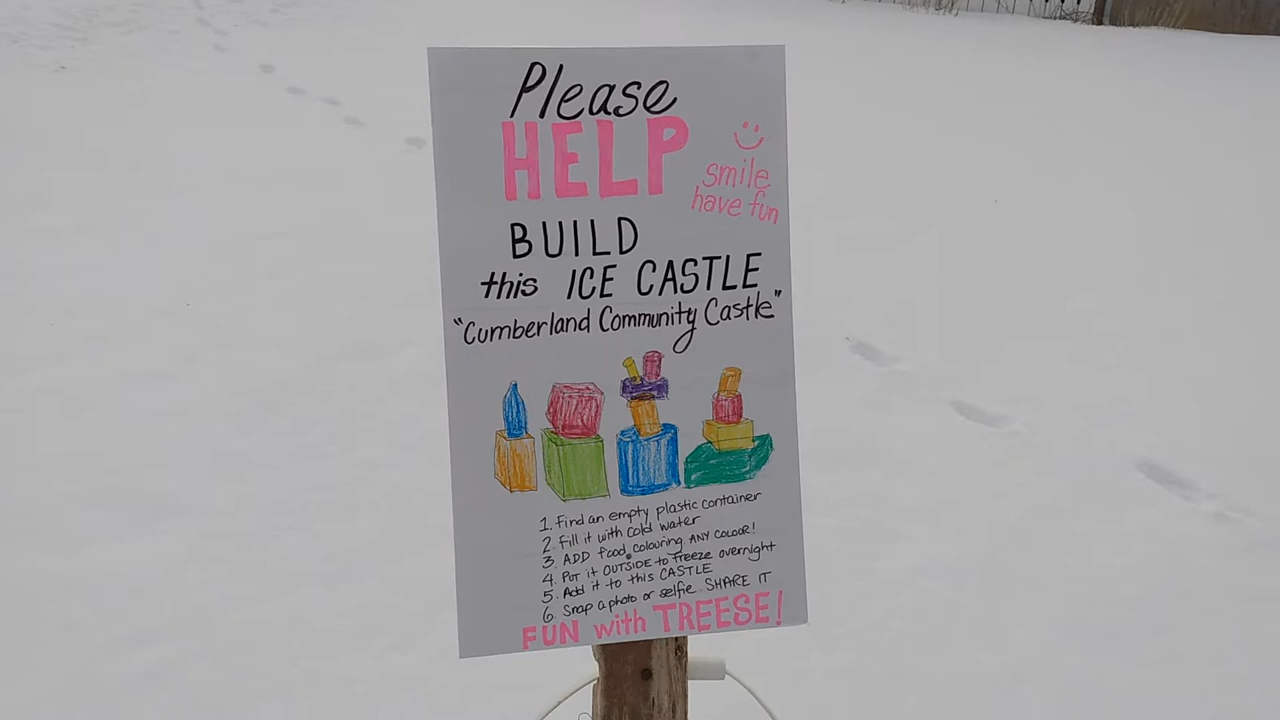 Please
HELP
smile
have fun
BUILD
this ICE CASTLE
"Cumberland Community Castle"
1. Find an empty plastic container
2. Fill it with cold water
3. ADD food colouring ANY COLOUR!
4. PUT it OUTSIDE to Freeze overnight
5. Add it to this CASTLE
6. Snap a photo or selfie. SHARE IT
FUN with TREESE!